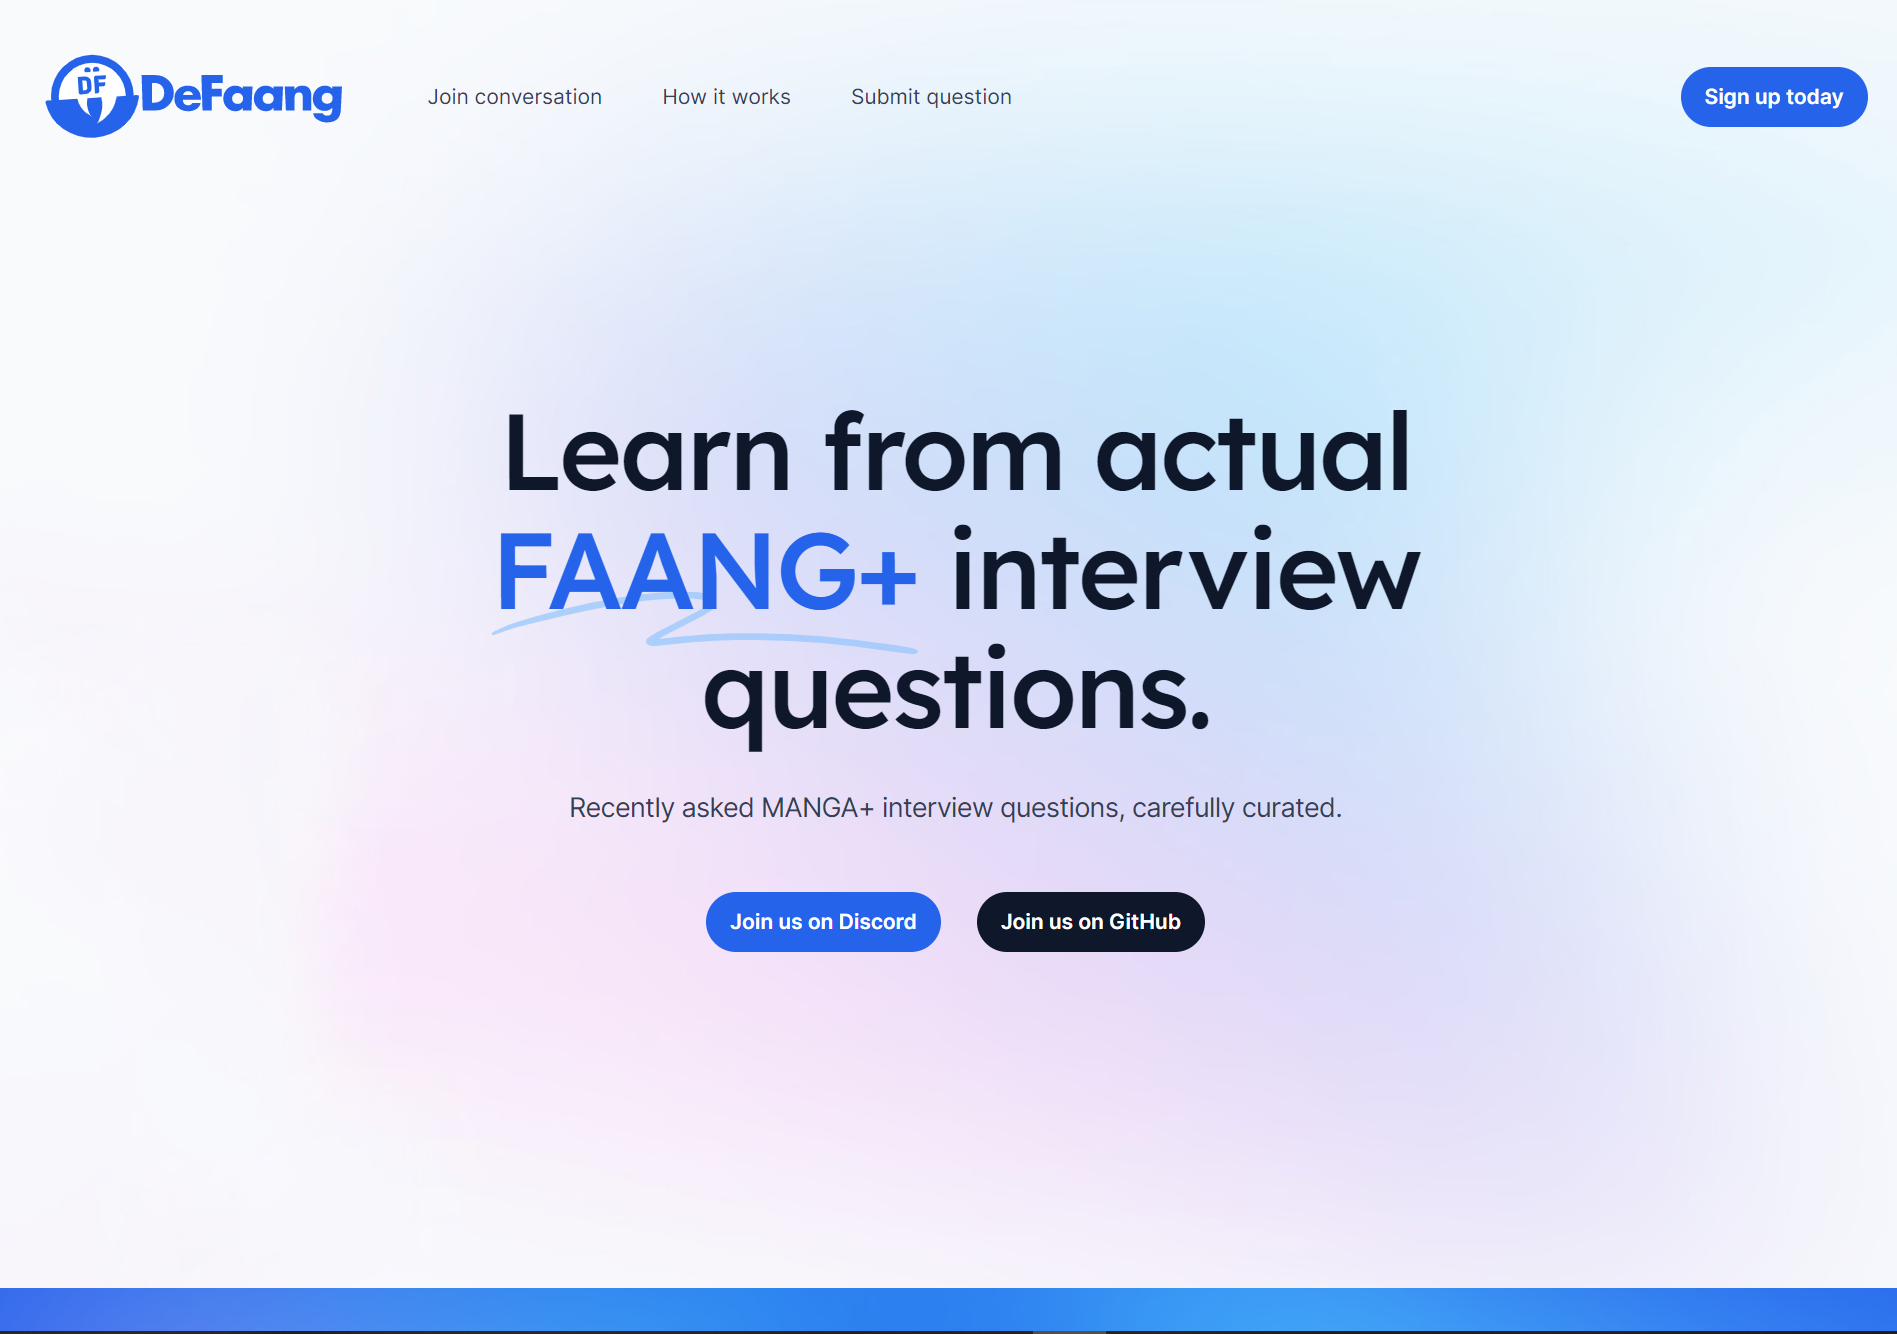 DF
DeFaang
Join conversation
How it works
Submit question
Sign up today
Learn from actual
FAANG+ interview
questions.
Recently asked MANGA+ interview questions, carefully curated.
Join us on Discord
Join us on GitHub